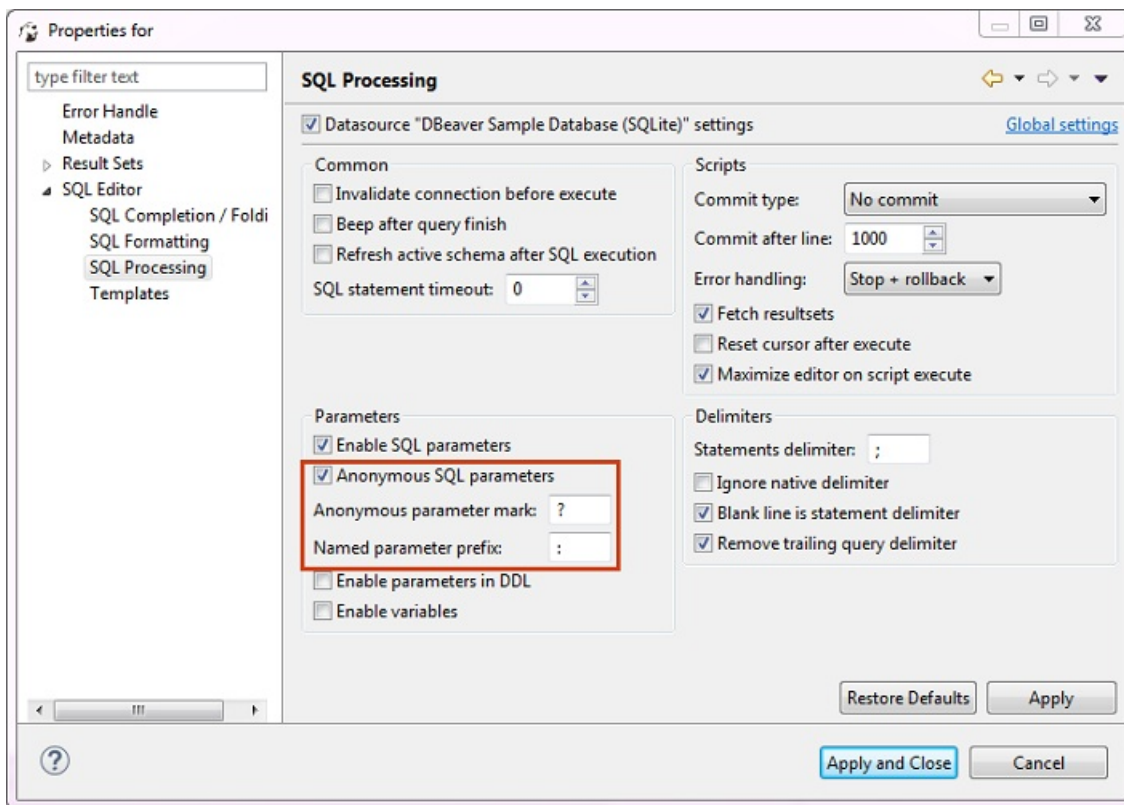 Properties for
type filter text
Error Handle
Metadata
Result Sets
SQL Editor
SQL Completion / Foldi
SQL Formatting
SQL Processing
Templates
SQL Processing
Datasource "DBeaver Sample Database (SQLite)" settings
Global settings
Common
Invalidate connection before execute
Beep after query finish
Refresh active schema after SQL execution
SQL statement timeout: 0
Scripts
Commit type: No commit
Commit after line: 1000
Error handling: Stop + rollback
Fetch resultsets
Reset cursor after execute
Maximize editor on script execute
Parameters
Enable SQL parameters
Anonymous SQL parameters
Anonymous parameter mark: ?
Named parameter prefix: :
Enable parameters in DDL
Enable variables
Delimiters
Statements delimiter: ;
Ignore native delimiter
Blank line is statement delimiter
Remove trailing query delimiter
Restore Defaults
Apply
?
Apply and Close
Cancel